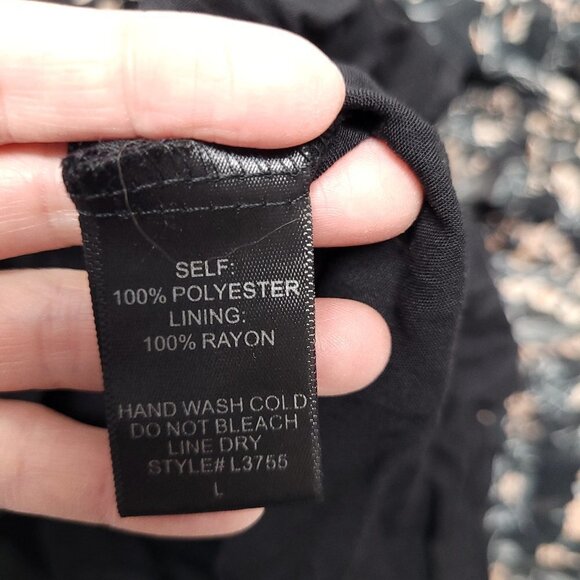 SELF:
100% POLYESTER
LINING:
100% RAYON
HAND WASH COLD
DO NOT BLEACH
LINE DRY
STYLE# L3755
L